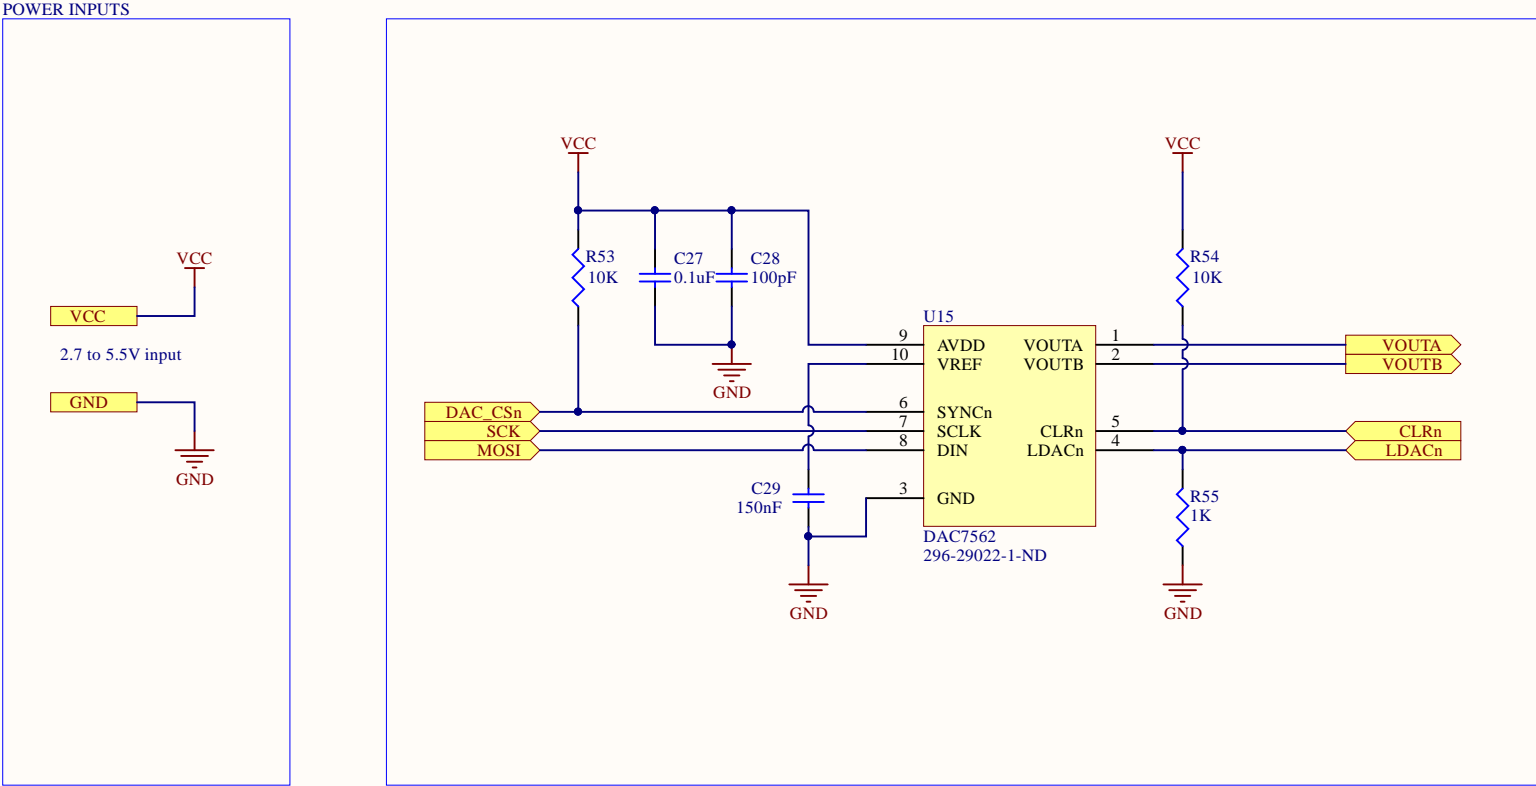 POWER INPUTS
VCC
VCC
2.7 to 5.5V input
GND
GND
VCC
R53
10K
C27
0.1uF
C28
100pF
GND
DAC_CSn
SCK
MOSI
C29
150nF
GND
U15
9 AVDD
10 VREF
6 SYNCn
7 SCLK
8 DIN
3 GND
VOUTA 1
VOUTB 2
CLRn 5
LDACn 4
DAC7562
296-29022-1-ND
VCC
R54
10K
VOUTA
VOUTB
CLRn
LDACn
R55
1K
GND